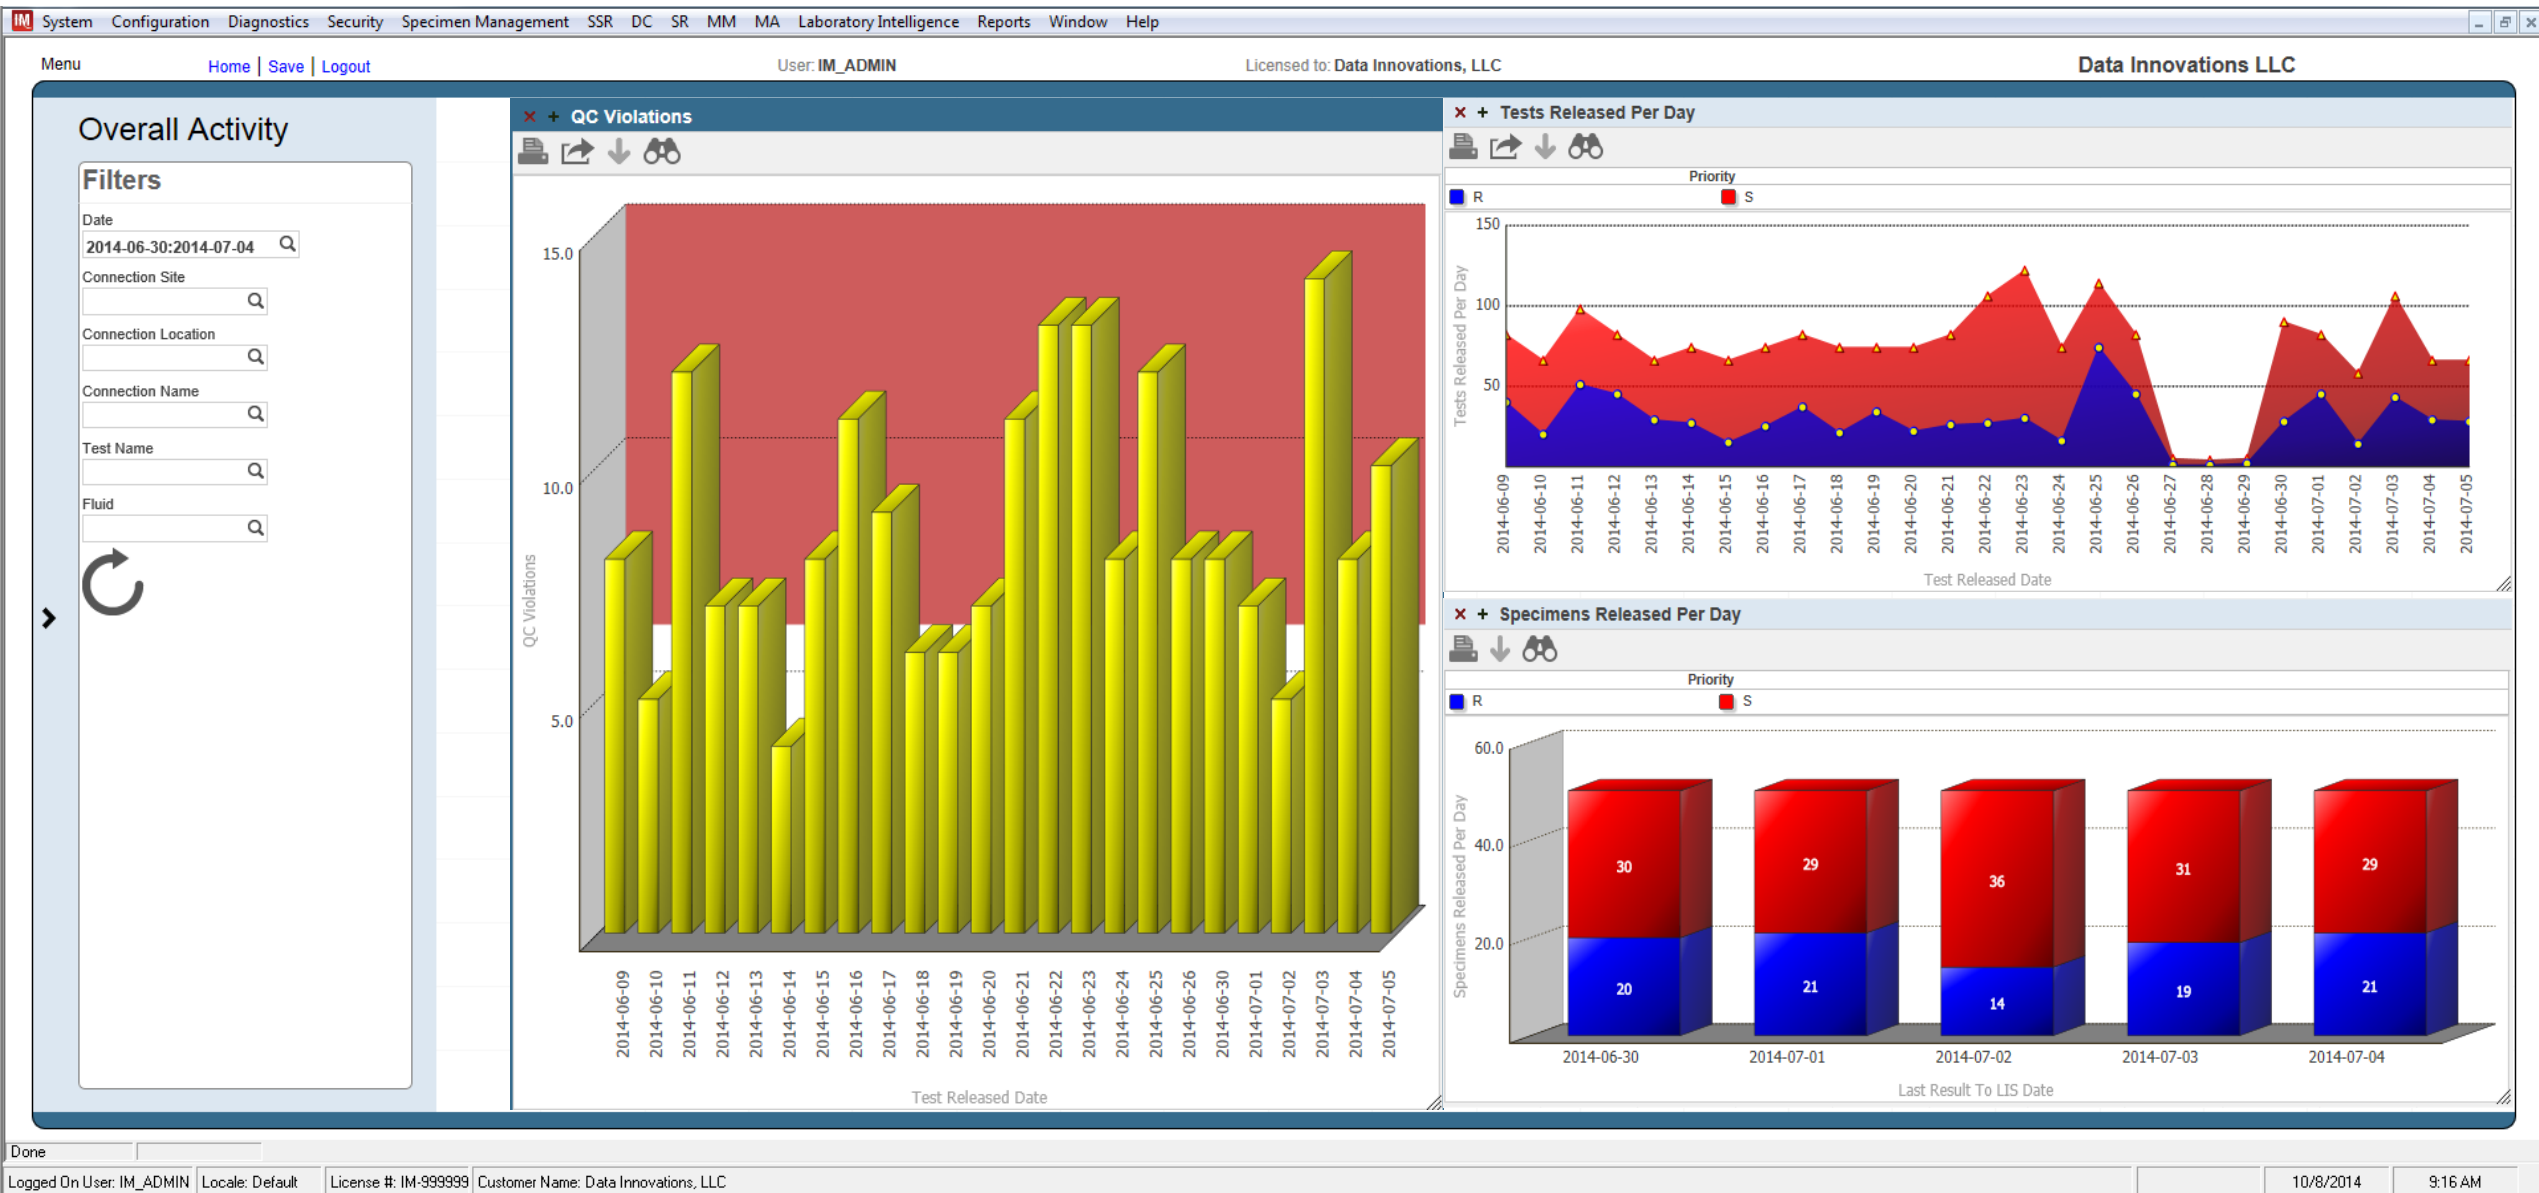 IM System Configuration Diagnostics Security Specimen Management SSR DC SR MM MA Laboratory Intelligence Reports Window Help
Menu Home | Save | Logout User: IM_ADMIN Licensed to: Data Innovations, LLC Data Innovations LLC
Overall Activity
Filters
Date
2014-06-30:2014-07-04
Connection Site
Connection Location
Connection Name
Test Name
Fluid
QC Violations
15.0
10.0
5.0
QC Violations
2014-06-09
2014-06-10
2014-06-11
2014-06-12
2014-06-13
2014-06-14
2014-06-15
2014-06-16
2014-06-17
2014-06-18
2014-06-19
2014-06-20
2014-06-21
2014-06-22
2014-06-23
2014-06-24
2014-06-25
2014-06-26
2014-06-30
2014-07-01
2014-07-02
2014-07-03
2014-07-04
2014-07-05
Test Released Date
Tests Released Per Day
Priority
R S
150
100
50
Tests Released Per Day
2014-06-09
2014-06-10
2014-06-11
2014-06-12
2014-06-13
2014-06-14
2014-06-15
2014-06-16
2014-06-17
2014-06-18
2014-06-19
2014-06-20
2014-06-21
2014-06-22
2014-06-23
2014-06-24
2014-06-25
2014-06-26
2014-06-27
2014-06-28
2014-06-29
2014-06-30
2014-07-01
2014-07-02
2014-07-03
2014-07-04
2014-07-05
Test Released Date
Specimens Released Per Day
Priority
R S
60.0
40.0
20.0
Specimens Released Per Day
30 29 36 31 29
20 21 14 19 21
2014-06-30 2014-07-01 2014-07-02 2014-07-03 2014-07-04
Last Result To LIS Date
Done
Logged On User: IM_ADMIN Locale: Default License #: IM-999999 Customer Name: Data Innovations, LLC 10/8/2014 9:16 AM